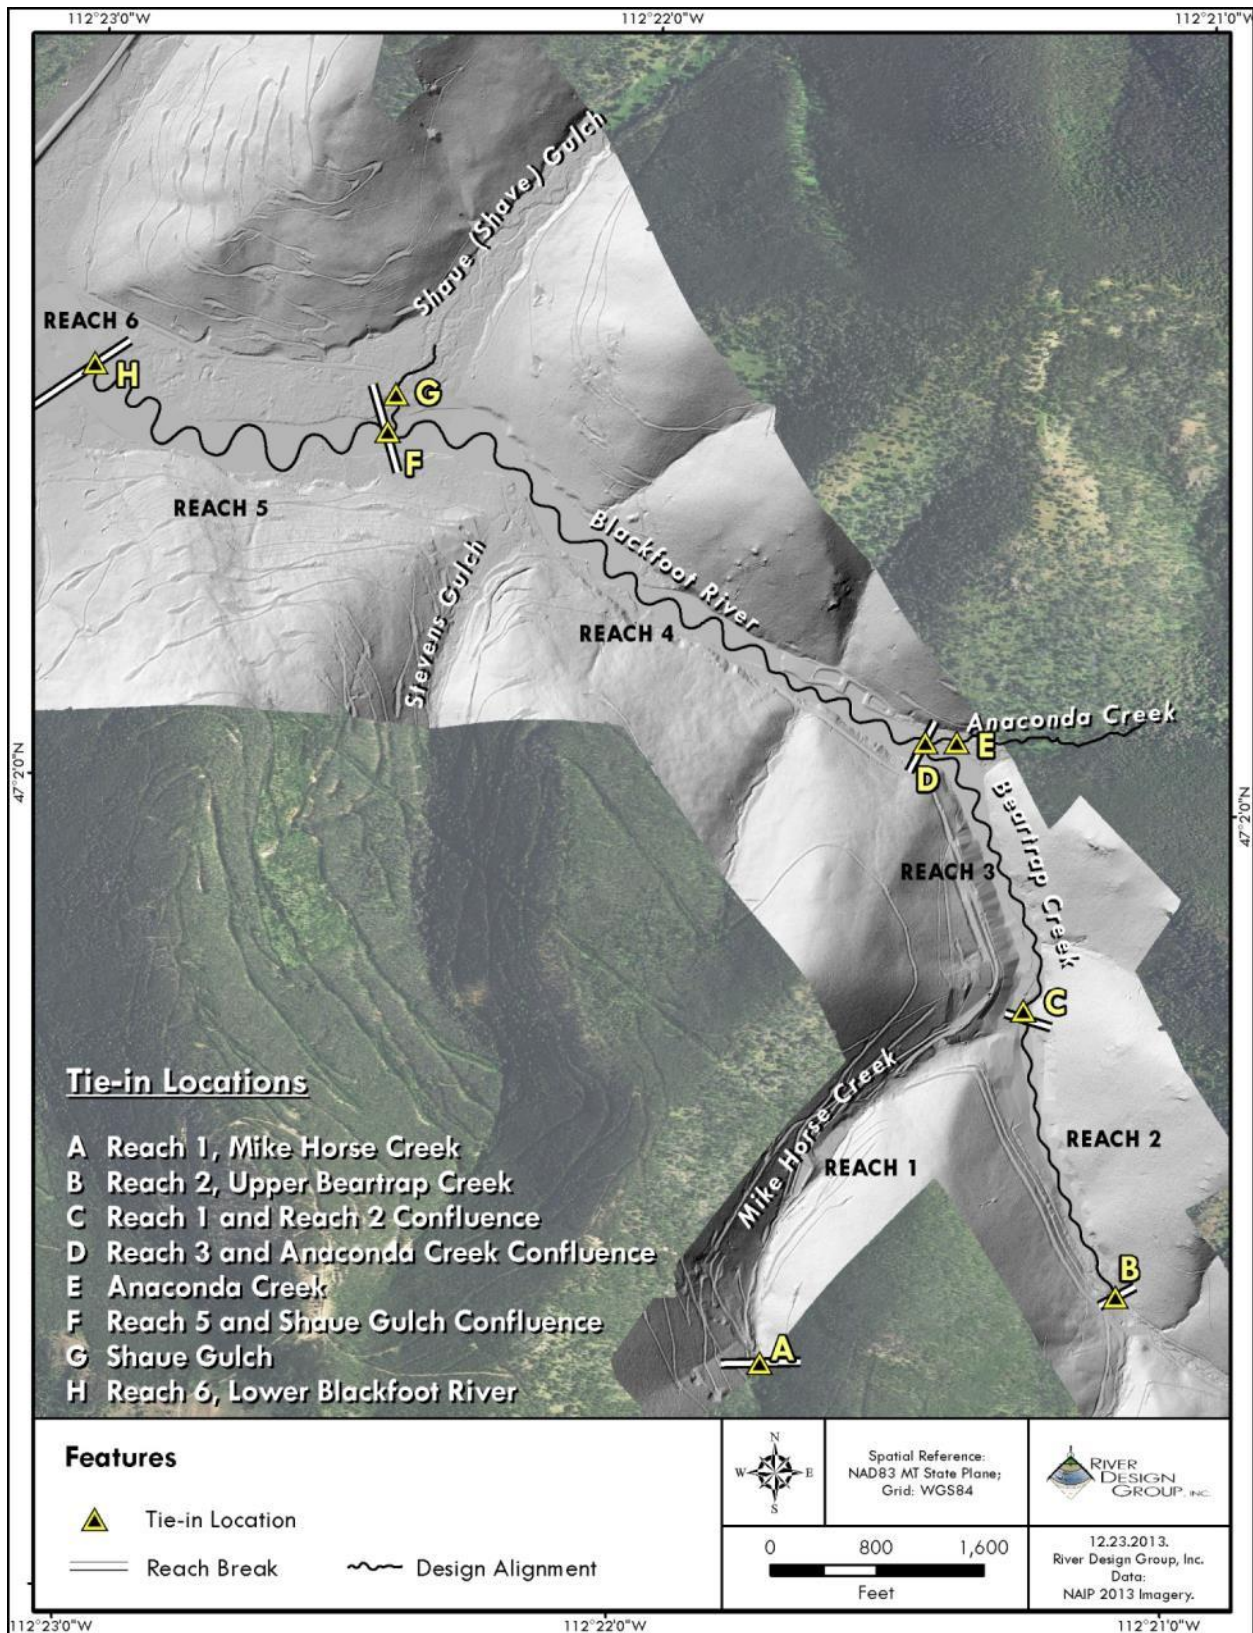 112°23'0"W
112°22'0"W
112°21'0"W
Shaue (Shave) Gulch
REACH 6
H
G
F
REACH 5
Blackfoot River
Stevens Gulch
REACH 4
Anaconda Creek
E
D
47°2'0"N
47°2'0"N
Beartrap Creek
REACH 3
C
Mike Horse Creek
REACH 2
REACH 1
B
A
Tie-in Locations
A Reach 1, Mike Horse Creek
B Reach 2, Upper Beartrap Creek
C Reach 1 and Reach 2 Confluence
D Reach 3 and Anaconda Creek Confluence
E Anaconda Creek
F Reach 5 and Shaue Gulch Confluence
G Shaue Gulch
H Reach 6, Lower Blackfoot River
Features
Tie-in Location
Reach Break
Design Alignment
N
W E
S
Spatial Reference:
NAD83 MT State Plane;
Grid: WGS84
RIVER
DESIGN
GROUP, INC.
0 800 1,600
Feet
12.23.2013.
River Design Group, Inc.
Data:
NAIP 2013 Imagery.
112°23'0"W
112°22'0"W
112°21'0"W